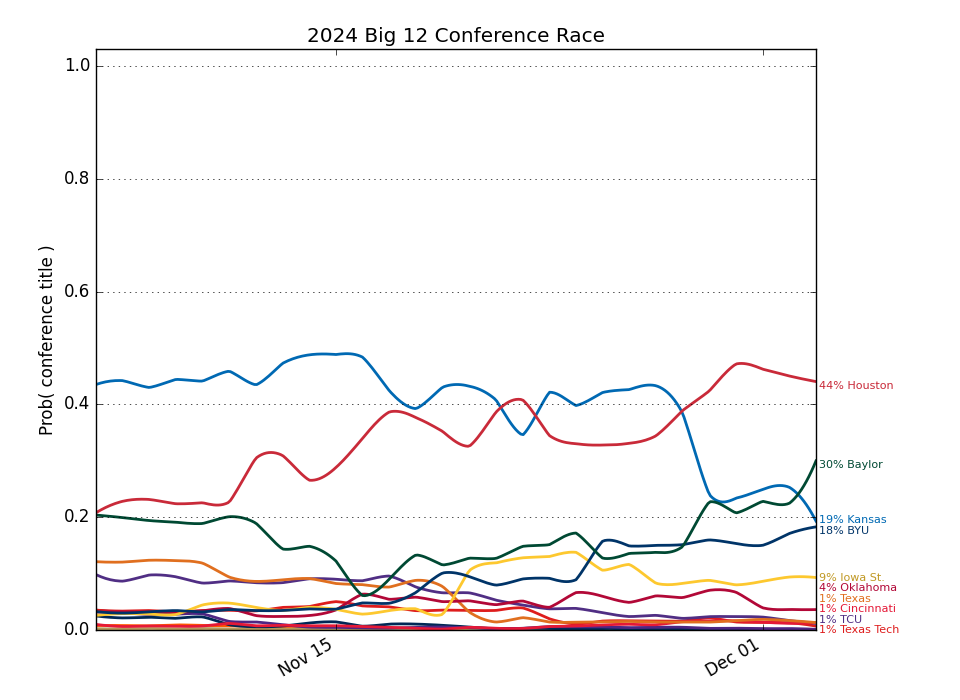 2024 Big 12 Conference Race
1.0
0.8
0.6
0.4
0.2
0.0
Prob( conference title )
Nov 15
Dec 01
44% Houston
30% Baylor
19% Kansas
18% BYU
9% Iowa St.
4% Oklahoma
1% Texas
1% Cincinnati
1% TCU
1% Texas Tech